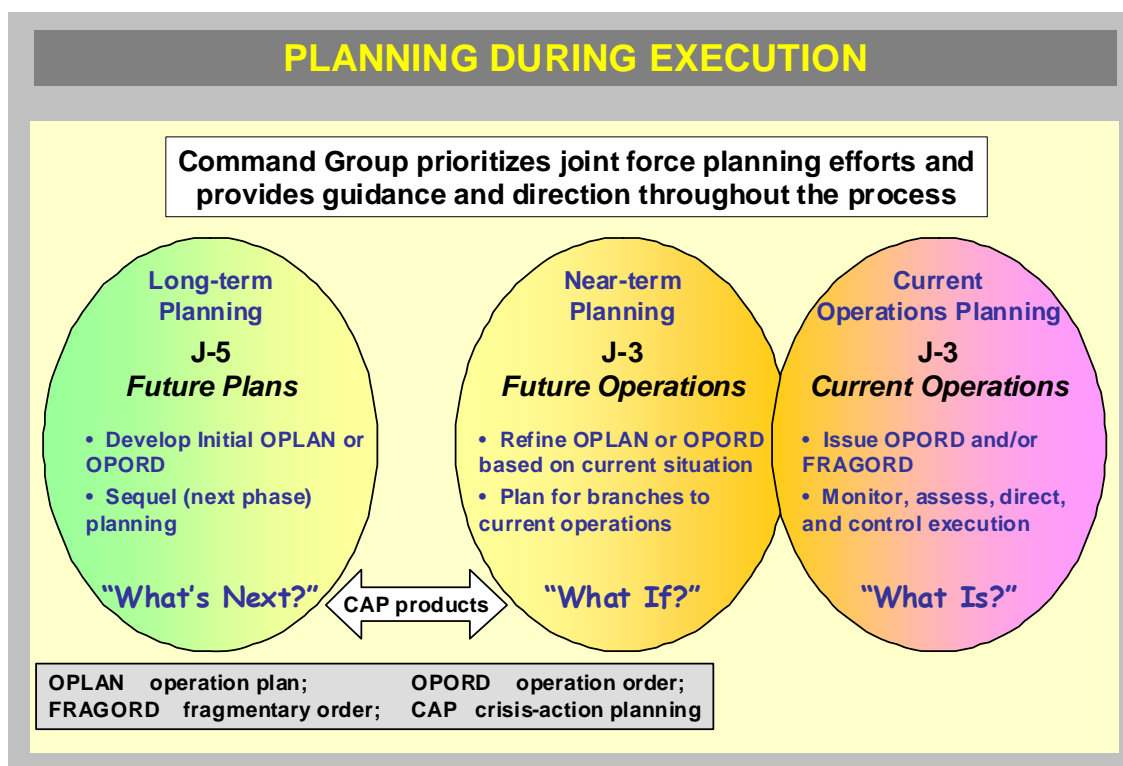 PLANNING DURING EXECUTION
Command Group prioritizes joint force planning efforts and
provides guidance and direction throughout the process
Long-term
Planning
J-5
Future Plans
• Develop Initial OPLAN or
OPORD
• Sequel (next phase)
planning
“What’s Next?”
CAP products
Near-term
Planning
J-3
Future Operations
• Refine OPLAN or OPORD
based on current situation
• Plan for branches to
current operations
“What If?”
Current
Operations Planning
J-3
Current Operations
• Issue OPORD and/or
FRAGORD
• Monitor, assess, direct,
and control execution
“What Is?”
OPLAN operation plan; OPORD operation order;
FRAGORD fragmentary order; CAP crisis-action planning